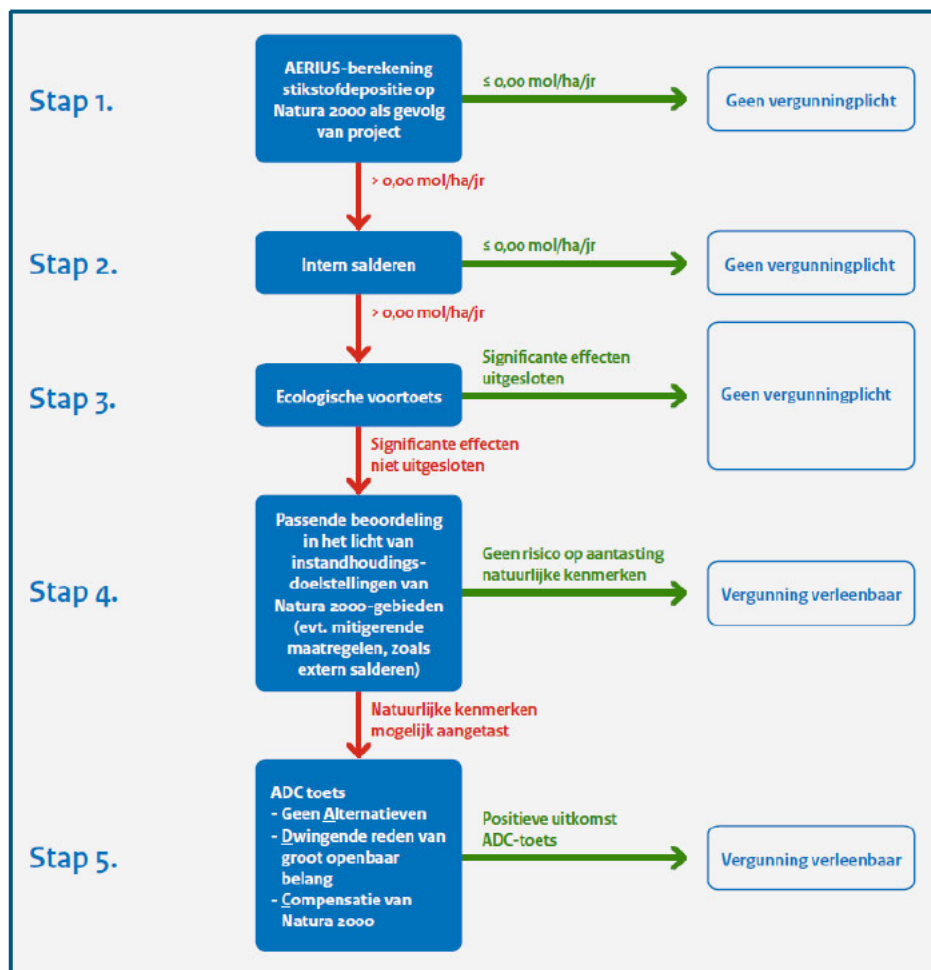 Stap 1.
AERIUS-berekening
stikstofdepositie op
Natura 2000 als gevolg
van project
≤ 0,00 mol/ha/jr
Geen vergunningplicht
> 0,00 mol/ha/jr
Stap 2.
Intern salderen
≤ 0,00 mol/ha/jr
Geen vergunningplicht
> 0,00 mol/ha/jr
Stap 3.
Ecologische voortoets
Significante effecten
uitgesloten
Geen vergunningplicht
Significante effecten
niet uitgesloten
Stap 4.
Passende beoordeling
in het licht van
instandhoudings-
doelstellingen van
Natura 2000-gebieden
(evt. mitigerende
maatregelen, zoals
extern salderen)
Geen risico op aantasting
natuurlijke kenmerken
Vergunning verleenbaar
Natuurlijke kenmerken
mogelijk aangetast
Stap 5.
ADC toets
- Geen Alternatieven
- Dwingende reden van
groot openbaar
belang
- Compensatie van
Natura 2000
Positieve uitkomst
ADC-toets
Vergunning verleenbaar